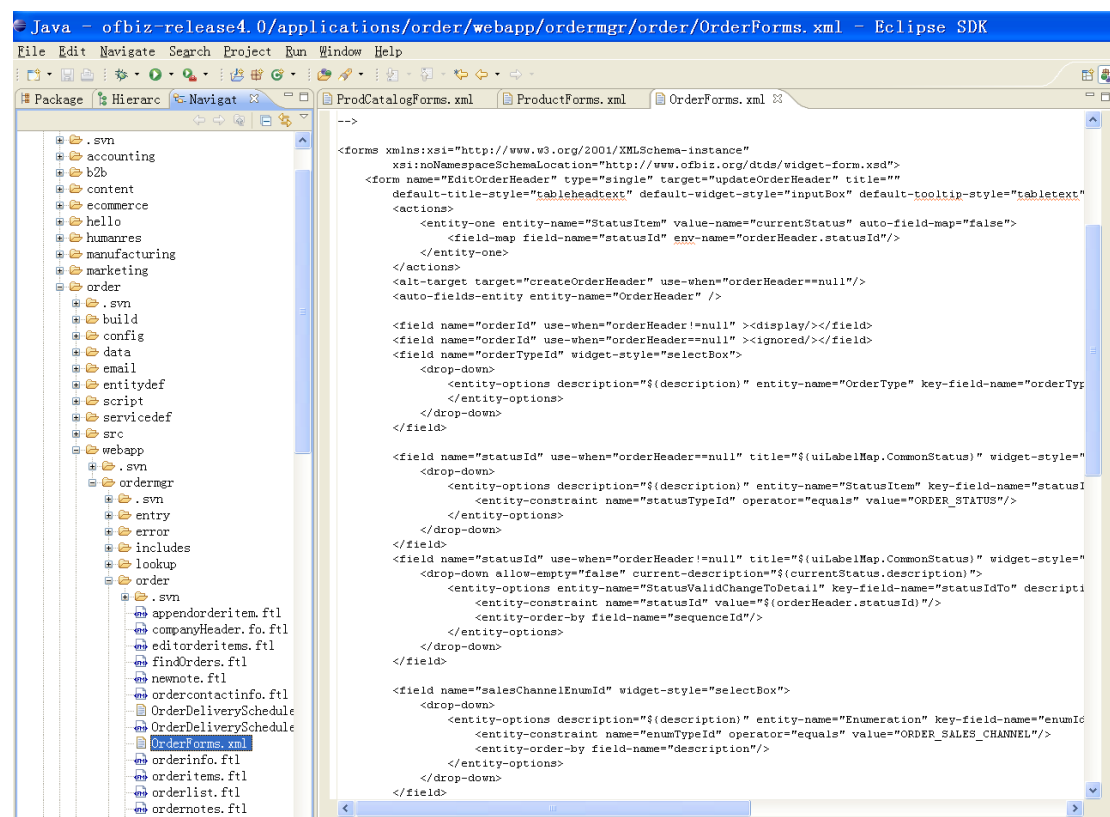 Java - ofbiz-release4.0/applications/order/webapp/ordermgr/order/OrderForms.xml - Eclipse SDK
File Edit Navigate Search Project Run Window Help
Package Hierarc Navigat
.svn
accounting
b2b
content
ecommerce
hello
humanres
manufacturing
marketing
order
.svn
build
config
data
email
entitydef
script
servicedef
src
webapp
.svn
ordermgr
.svn
entry
error
includes
lookup
order
.svn
appendorderitem.ftl
companyHeader.fo.ftl
editorderitems.ftl
findOrders.ftl
newnote.ftl
ordercontactinfo.ftl
OrderDeliverySchedule
OrderDeliverySchedule
OrderForms.xml
orderinfo.ftl
orderitems.ftl
orderlist.ftl
ordernotes.ftl
ProdCatalogForms.xml ProductForms.xml OrderForms.xml
-->
<forms xmlns:xsi="http://www.w3.org/2001/XMLSchema-instance"
xsi:noNamespaceSchemaLocation="http://www.ofbiz.org/dtds/widget-form.xsd">
<form name="EditOrderHeader" type="single" target="updateOrderHeader" title=""
default-title-style="tableheadtext" default-widget-style="inputBox" default-tooltip-style="tabletext"
<actions>
<entity-one entity-name="StatusItem" value-name="currentStatus" auto-field-map="false">
<field-map field-name="statusId" env-name="orderHeader.statusId"/>
</entity-one>
</actions>
<alt-target target="createOrderHeader" use-when="orderHeader==null"/>
<auto-fields-entity entity-name="OrderHeader" />
<field name="orderId" use-when="orderHeader!=null" ><display/></field>
<field name="orderId" use-when="orderHeader==null" ><ignored/></field>
<field name="orderTypeId" widget-style="selectBox">
<drop-down>
<entity-options description="${description}" entity-name="OrderType" key-field-name="orderTyp
</entity-options>
</drop-down>
</field>
<field name="statusId" use-when="orderHeader==null" title="${uiLabelMap.CommonStatus}" widget-style="
<drop-down>
<entity-options description="${description}" entity-name="StatusItem" key-field-name="statusI
<entity-constraint name="statusTypeId" operator="equals" value="ORDER_STATUS"/>
</entity-options>
</drop-down>
</field>
<field name="statusId" use-when="orderHeader!=null" title="${uiLabelMap.CommonStatus}" widget-style="
<drop-down allow-empty="false" current-description="${currentStatus.description}">
<entity-options entity-name="StatusValidChangeToDetail" key-field-name="statusIdTo" descripti
<entity-constraint name="statusId" value="${orderHeader.statusId}"/>
<entity-order-by field-name="sequenceId"/>
</entity-options>
</drop-down>
</field>
<field name="salesChannelEnumId" widget-style="selectBox">
<drop-down>
<entity-options description="${description}" entity-name="Enumeration" key-field-name="enumId
<entity-constraint name="enumTypeId" operator="equals" value="ORDER_SALES_CHANNEL"/>
<entity-order-by field-name="description"/>
</entity-options>
</drop-down>
</field>